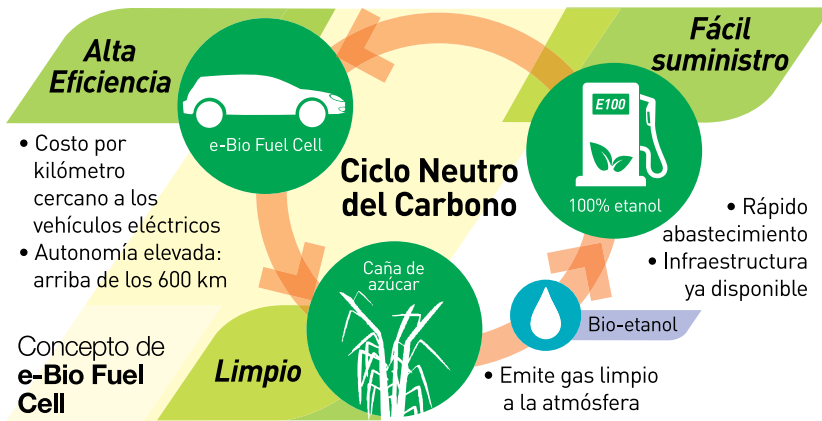 Alta
Eficiencia
e-Bio Fuel Cell
• Costo por
kilómetro
cercano a los
vehículos eléctricos
• Autonomía elevada:
arriba de los 600 km
Ciclo Neutro
del Carbono
Fácil
suministro
E100
100% etanol
• Rápido
abastecimiento
• Infraestructura
ya disponible
Caña de
azúcar
Bio-etanol
Limpio
• Emite gas limpio
a la atmósfera
Concepto de
e-Bio Fuel
Cell